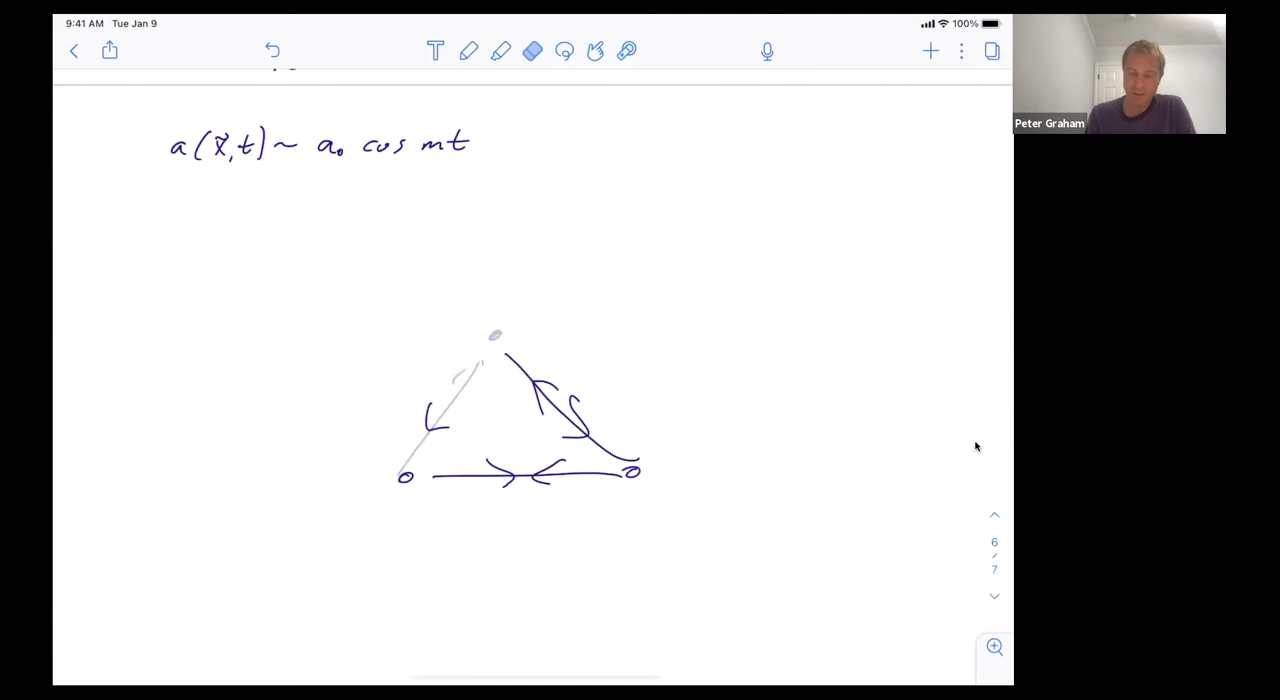 9:41 AM Tue Jan 9
100%
T
a(x⃗,t) ~ a₀ cos mt
Peter Graham
6
/
7